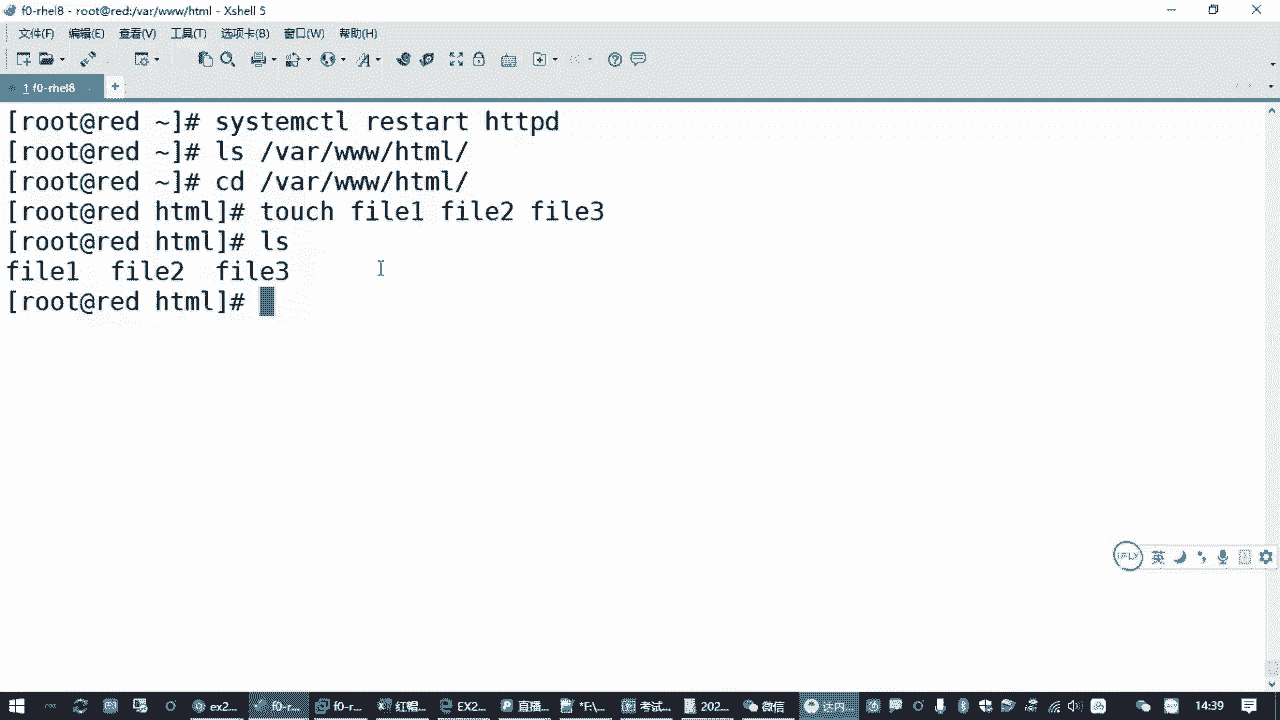 f0-rhel8 - root@red:/var/www/html - Xshell 5
文件(F) 编辑(E) 查看(V) 工具(T) 选项卡(B) 窗口(W) 帮助(H)
1 f0-rhel8 +
[root@red ~]# systemctl restart httpd
[root@red ~]# ls /var/www/html/
[root@red ~]# cd /var/www/html/
[root@red html]# touch file1 file2 file3
[root@red html]# ls
file1 file2 file3
[root@red html]#
iFLY 英
ex2... f0-r... f0-r... 红帽... EX2... 直播... *F:\... 考试... 202... 微信 达内 14:39